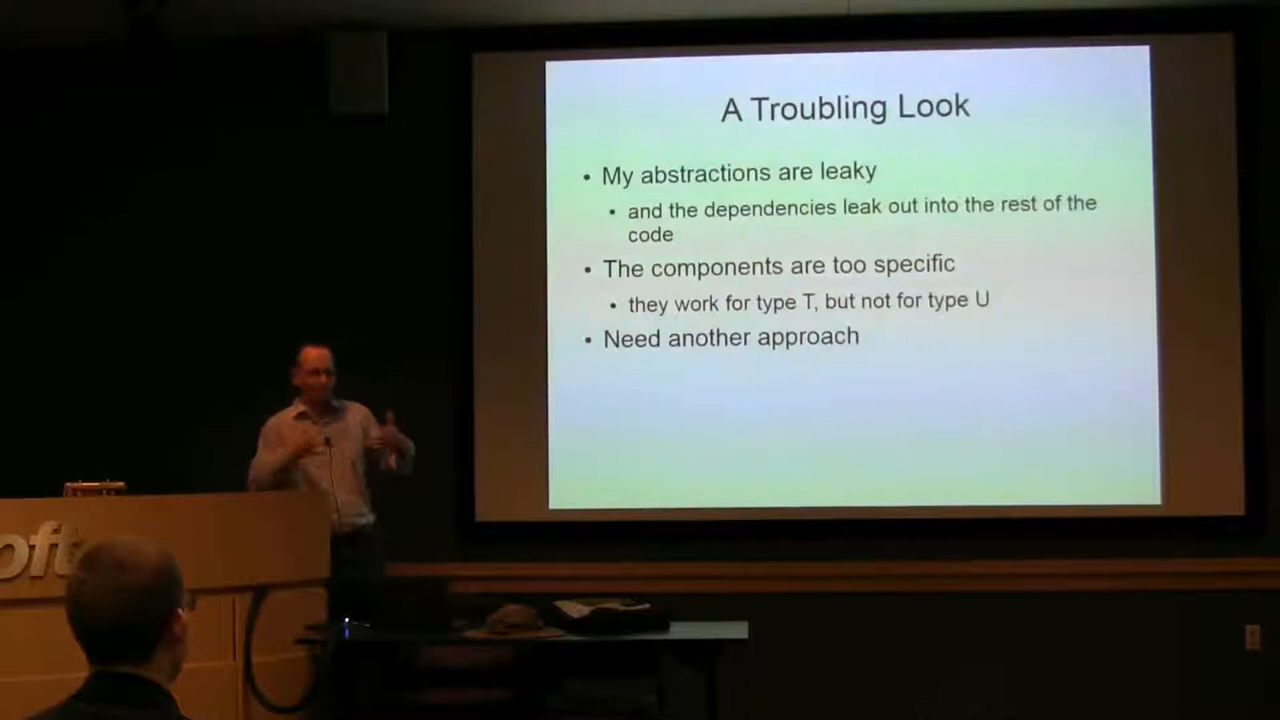 A Troubling Look
• My abstractions are leaky
• and the dependencies leak out into the rest of the
code
• The components are too specific
• they work for type T, but not for type U
• Need another approach
oft